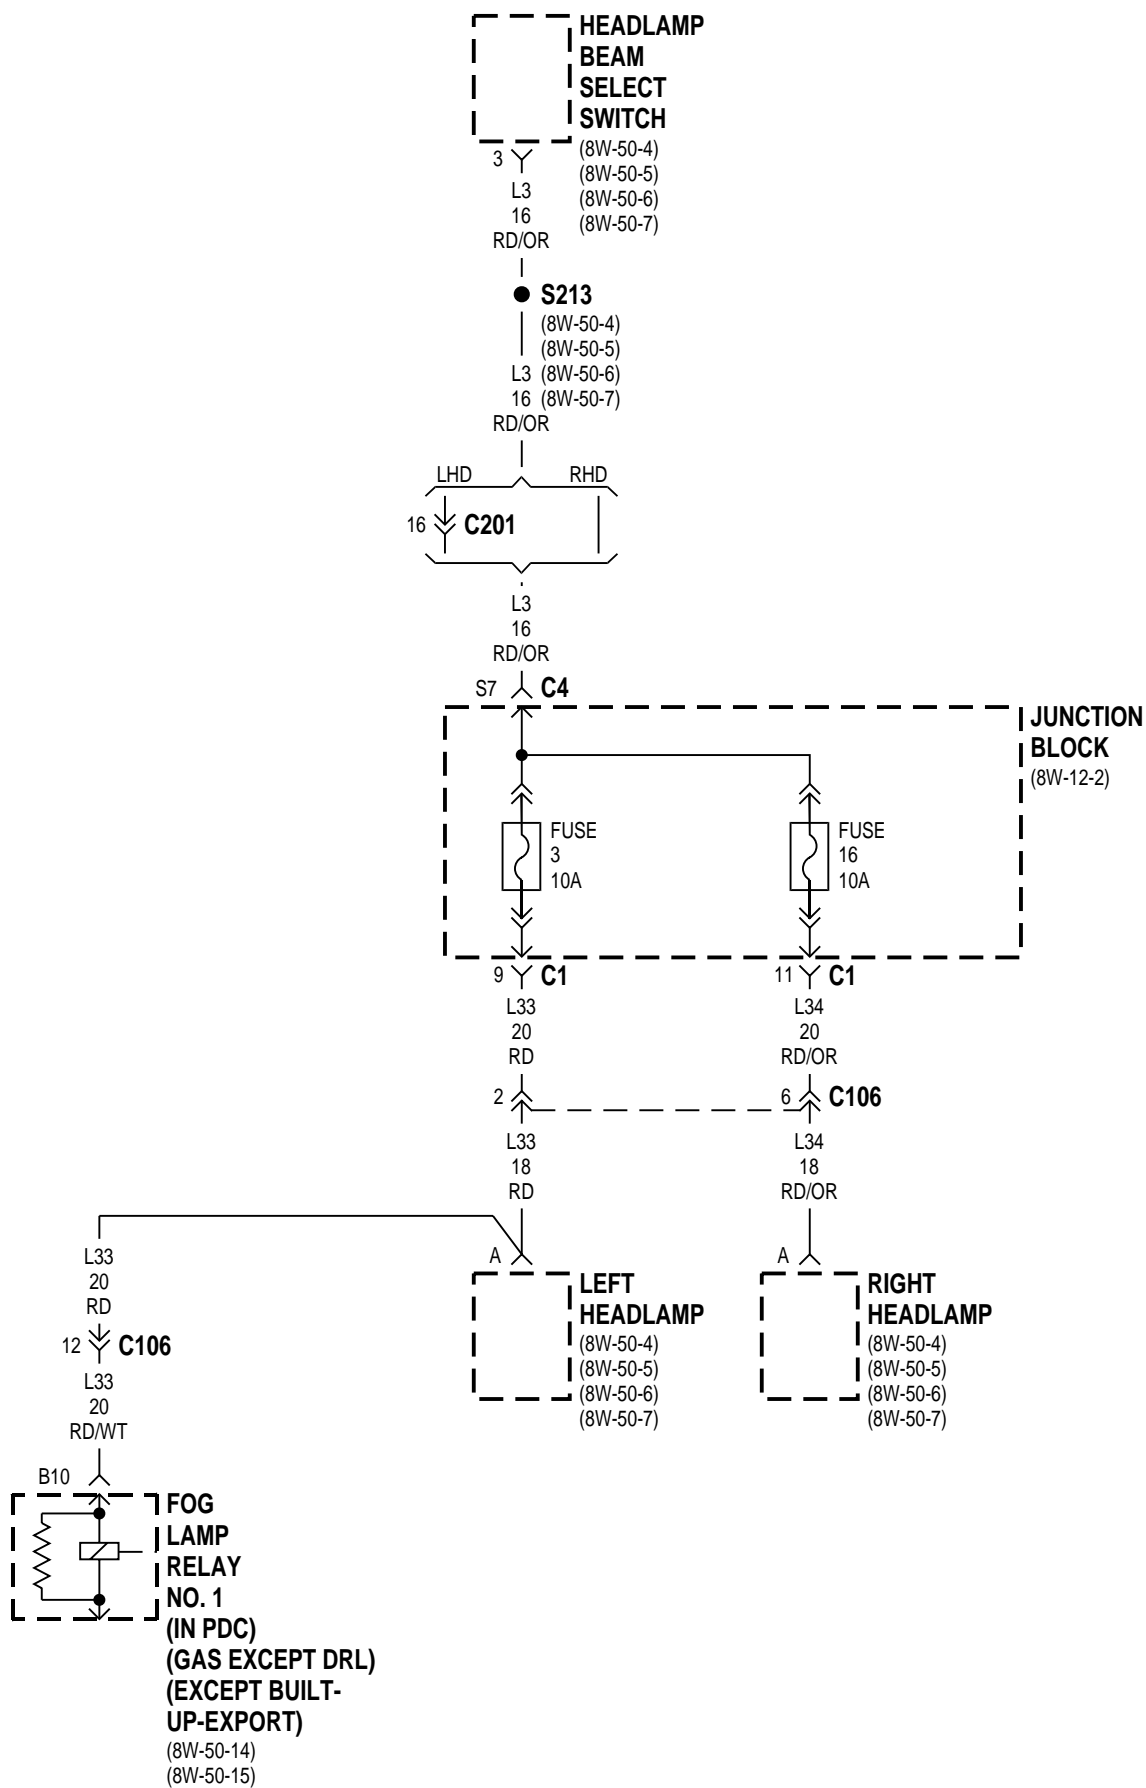 HEADLAMP
BEAM
SELECT
SWITCH
(8W-50-4)
(8W-50-5)
(8W-50-6)
(8W-50-7)
3
L3
16
RD/OR
S213
(8W-50-4)
(8W-50-5)
(8W-50-6)
(8W-50-7)
L3
16
RD/OR
LHD
RHD
16
C201
L3
16
RD/OR
S7
C4
JUNCTION
BLOCK
(8W-12-2)
FUSE
3
10A
FUSE
16
10A
9
C1
11
C1
L33
20
RD
L34
20
RD/OR
2
6
C106
L33
18
RD
L34
18
RD/OR
A
LEFT
HEADLAMP
(8W-50-4)
(8W-50-5)
(8W-50-6)
(8W-50-7)
A
RIGHT
HEADLAMP
(8W-50-4)
(8W-50-5)
(8W-50-6)
(8W-50-7)
L33
20
RD
12
C106
L33
20
RD/WT
B10
FOG
LAMP
RELAY
NO. 1
(IN PDC)
(GAS EXCEPT DRL)
(EXCEPT BUILT-
UP-EXPORT)
(8W-50-14)
(8W-50-15)